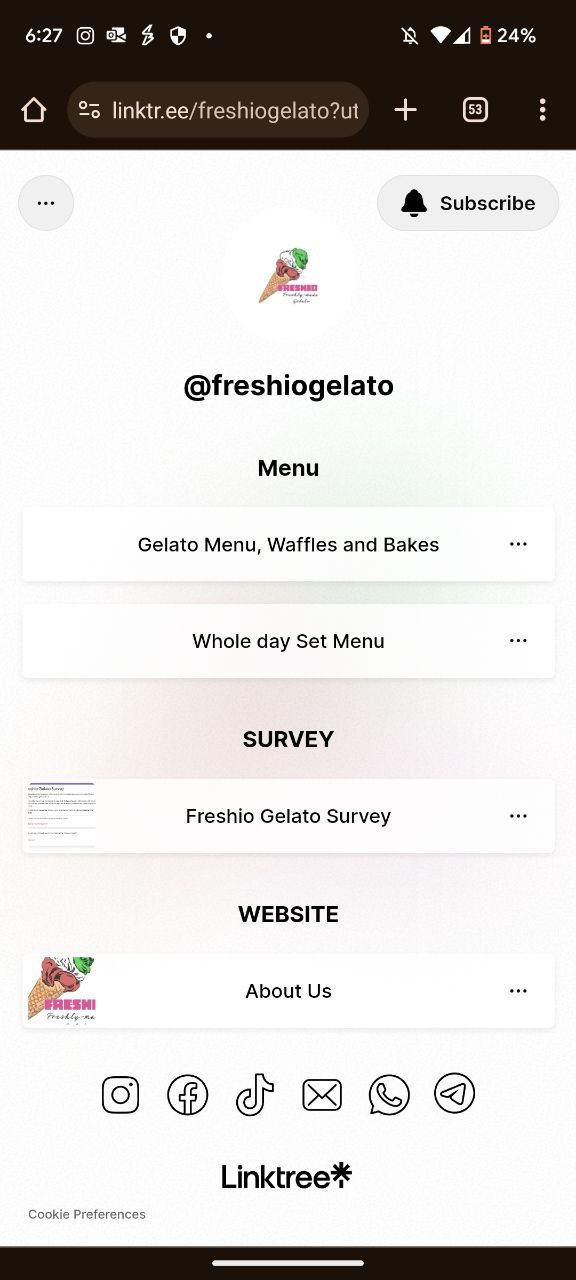 6:27
24%
linktr.ee/freshiogelato?ut
53
Subscribe
FRESHIO
Freshly-made
Gelato
@freshiogelato
Menu
Gelato Menu, Waffles and Bakes
Whole day Set Menu
SURVEY
Freshio Gelato Survey
WEBSITE
FRESHI
Freshly-ma
About Us
Linktree
Cookie Preferences